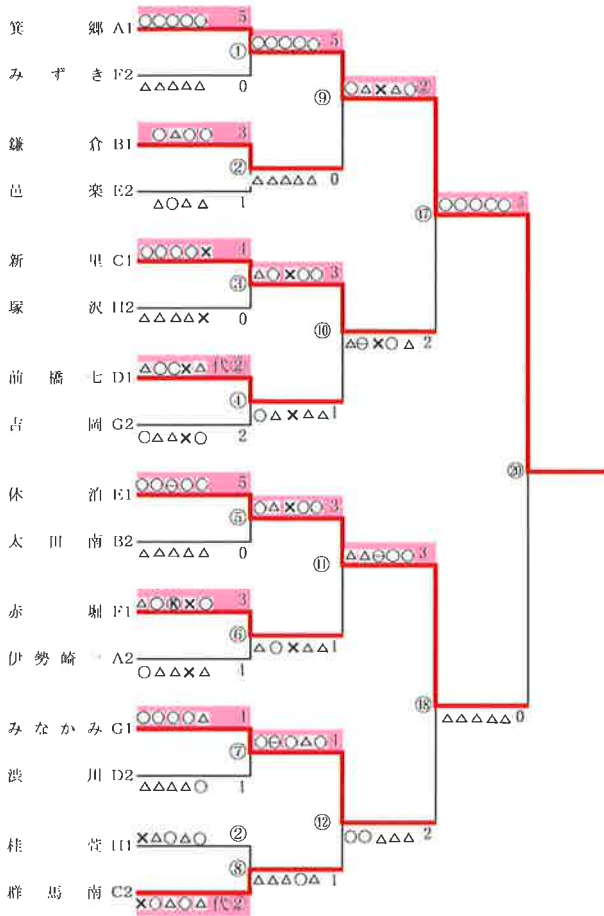 箕郷 A1 ○○○○○ 5
① ○○○○○ 5
みずき F2 △△△△△ 0
⑨ ○△×△○ ②
鎌倉 B1 ○△○○ 3
② △△△△△ 0
邑楽 E2 △○△△ 1
⑰ ○○○○○ 5
新里 C1 ○○○○× 4
③ △○×○○ 3
塚沢 H2 △△△△× 0
⑩ △⊖×○△ 2
前橋七 D1 △○○×△ 代②
④ ○△×△△ 1
吉岡 G2 ○△△×○ 2
⑳
休泊 E1 ○○⊖○○ 5
⑤ ○△×○○ 3
太田南 B2 △△△△△ 0
⑪ △△⊖○○ 3
赤堀 F1 △○Ⓚ×○ 3
⑥ △○×△△ 1
伊勢崎一 A2 ○△△×△ 1
⑱ △△△△△ 0
みなかみ G1 ○○○○△ 4
⑦ ○⊖○△○ 4
渋川 D2 △△△△○ 1
⑫ ○○△△△ 2
桂萱 H1 ×△○△○ ②
⑧ △△△○△ 1
群馬南 C2 ×○△○△ 代②